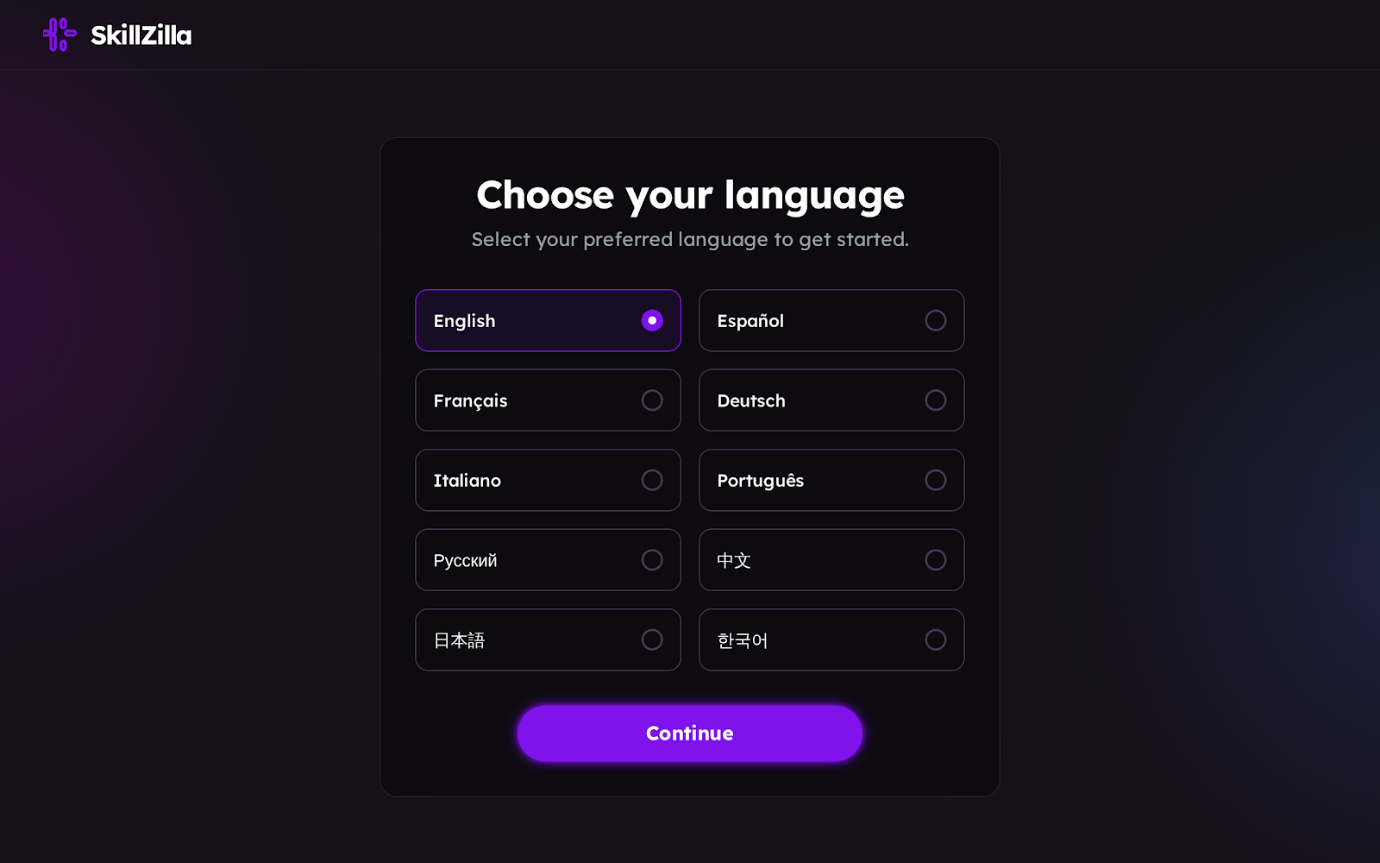 SkillZilla
Choose your language
Select your preferred language to get started.
English
Español
Français
Deutsch
Italiano
Português
Русский
中文
日本語
한국어
Continue